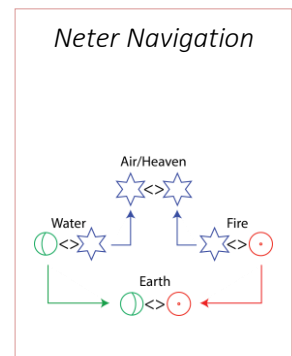 Neter Navigation
Air/Heaven
<>
Water
Fire
<>
<>
Earth
<>